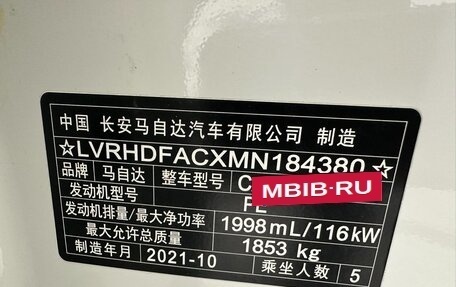 中国 长安马自达汽车有限公司 制造
☆LVRHDFACXMN184380☆
品牌 马自达 整车型号 C
MBIB-RU
发动机型号
发动机排量/最大净功率 1998mL/116kW
最大允许总质量 1853 kg
制造年月 2021-10 乘坐人数 5